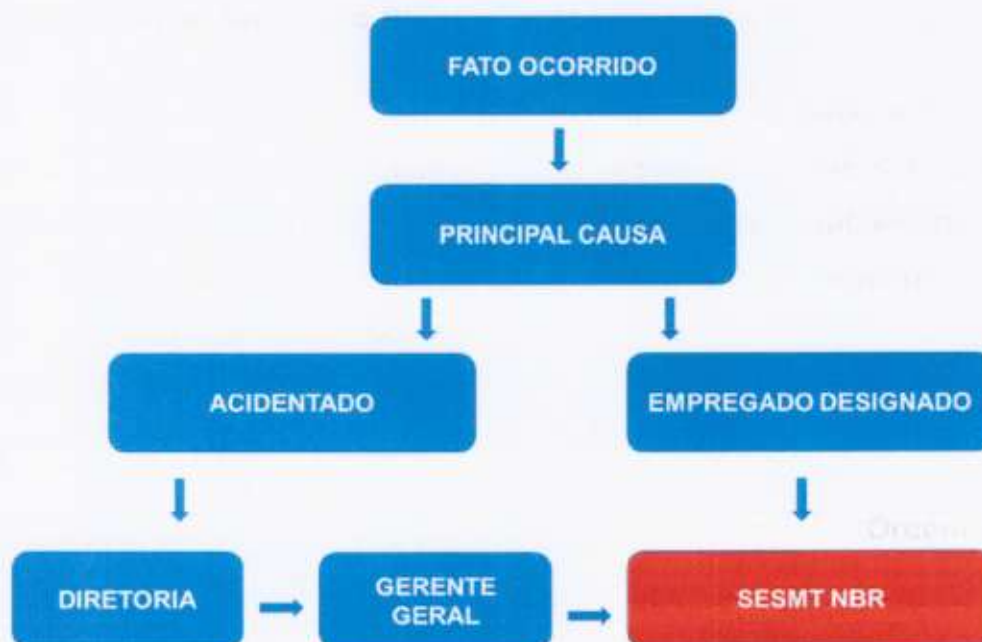 FATO OCORRIDO
PRINCIPAL CAUSA
ACIDENTADO
EMPREGADO DESIGNADO
DIRETORIA
GERENTE
GERAL
SESMT NBR